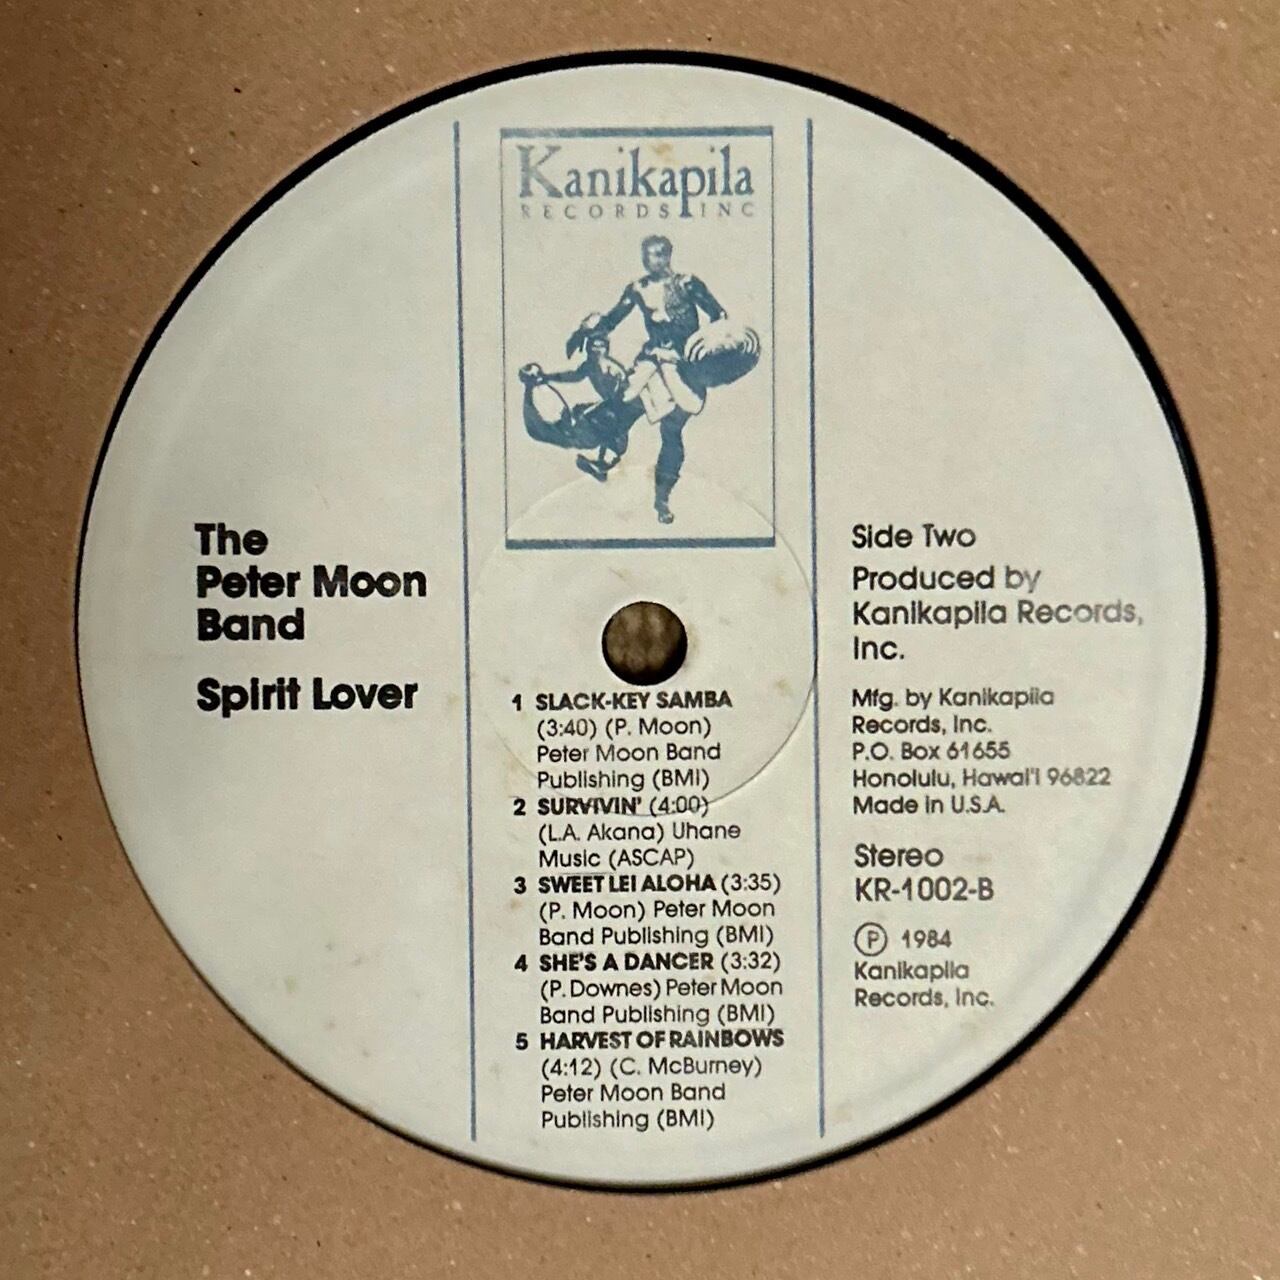 Kanikapila
RECORDS INC
The
Peter Moon
Band
Spirit Lover
1 SLACK-KEY SAMBA
(3:40) (P. Moon)
Peter Moon Band
Publishing (BMI)
2 SURVIVIN' (4:00)
(L.A. Akana) Uhane
Music (ASCAP)
3 SWEET LEI ALOHA (3:35)
(P. Moon) Peter Moon
Band Publishing (BMI)
4 SHE'S A DANCER (3:32)
(P. Downes) Peter Moon
Band Publishing (BMI)
5 HARVEST OF RAINBOWS
(4:12) (C. McBurney)
Peter Moon Band
Publishing (BMI)
Side Two
Produced by
Kanikapila Records,
Inc.
Mfg. by Kanikapila
Records, Inc.
P.O. Box 61655
Honolulu, Hawai'i 96822
Made in U.S.A.
Stereo
KR-1002-B
Ⓟ 1984
Kanikapila
Records, Inc.